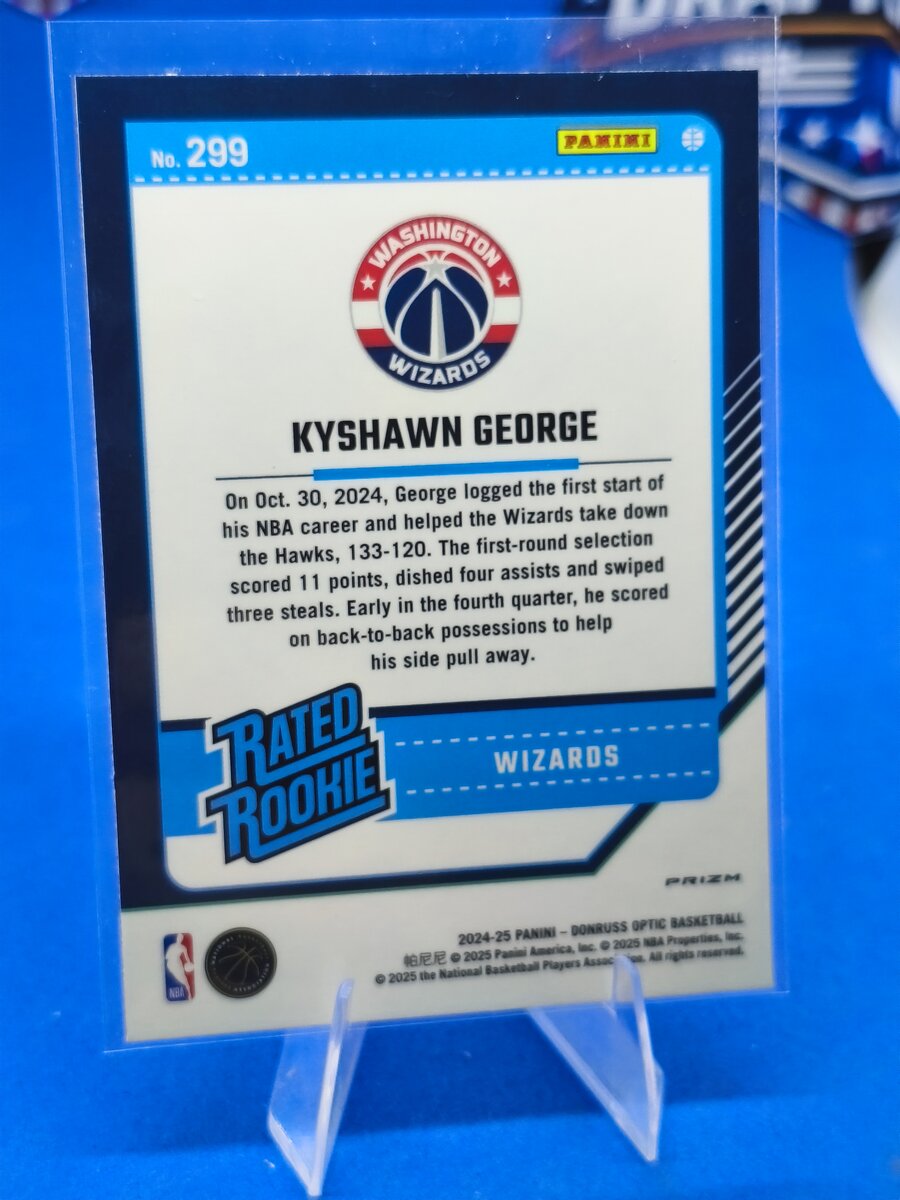 DRAFT
No. 299
PANINI
WASHINGTON
WIZARDS
KYSHAWN GEORGE
On Oct. 30, 2024, George logged the first start of
his NBA career and helped the Wizards take down
the Hawks, 133-120. The first-round selection
scored 11 points, dished four assists and swiped
three steals. Early in the fourth quarter, he scored
on back-to-back possessions to help
his side pull away.
RATED
ROOKIE
WIZARDS
PRIZM
2024-25 PANINI – DONRUSS OPTIC BASKETBALL
帕尼尼 © 2025 Panini America, Inc. © 2025 NBA Properties, Inc.
© 2025 the National Basketball Players Association. All rights reserved.
NBA